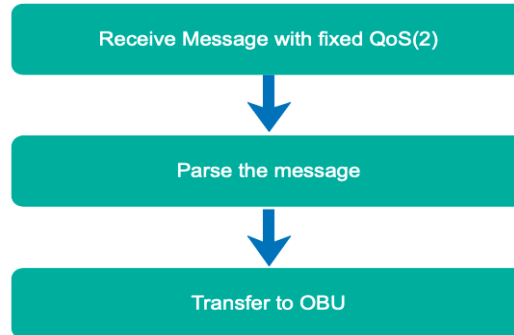 Receive Message with fixed QoS(2)
Parse the message
Transfer to OBU